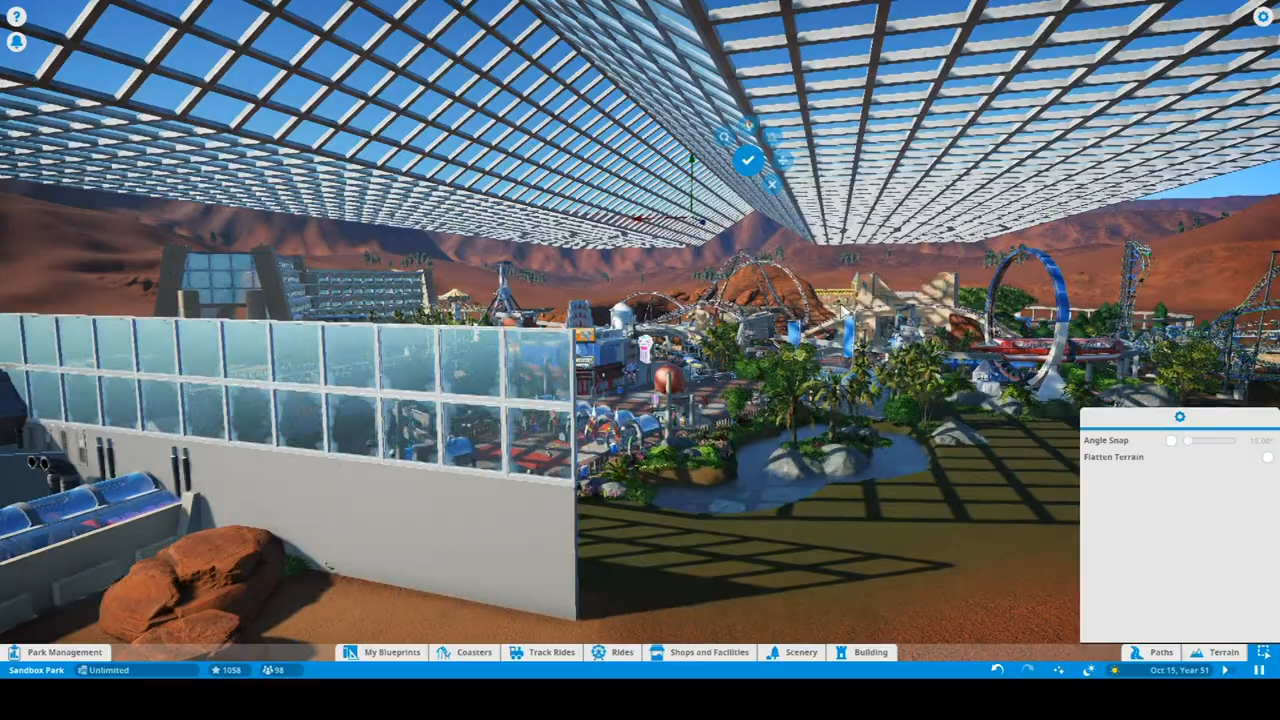 ?
Angle Snap 15.00°
Flatten Terrain
Park Management
My Blueprints
Coasters
Track Rides
Rides
Shops and Facilities
Scenery
Building
Paths
Terrain
Sandbox Park
Unlimited
1058
98
Oct 15, Year 51